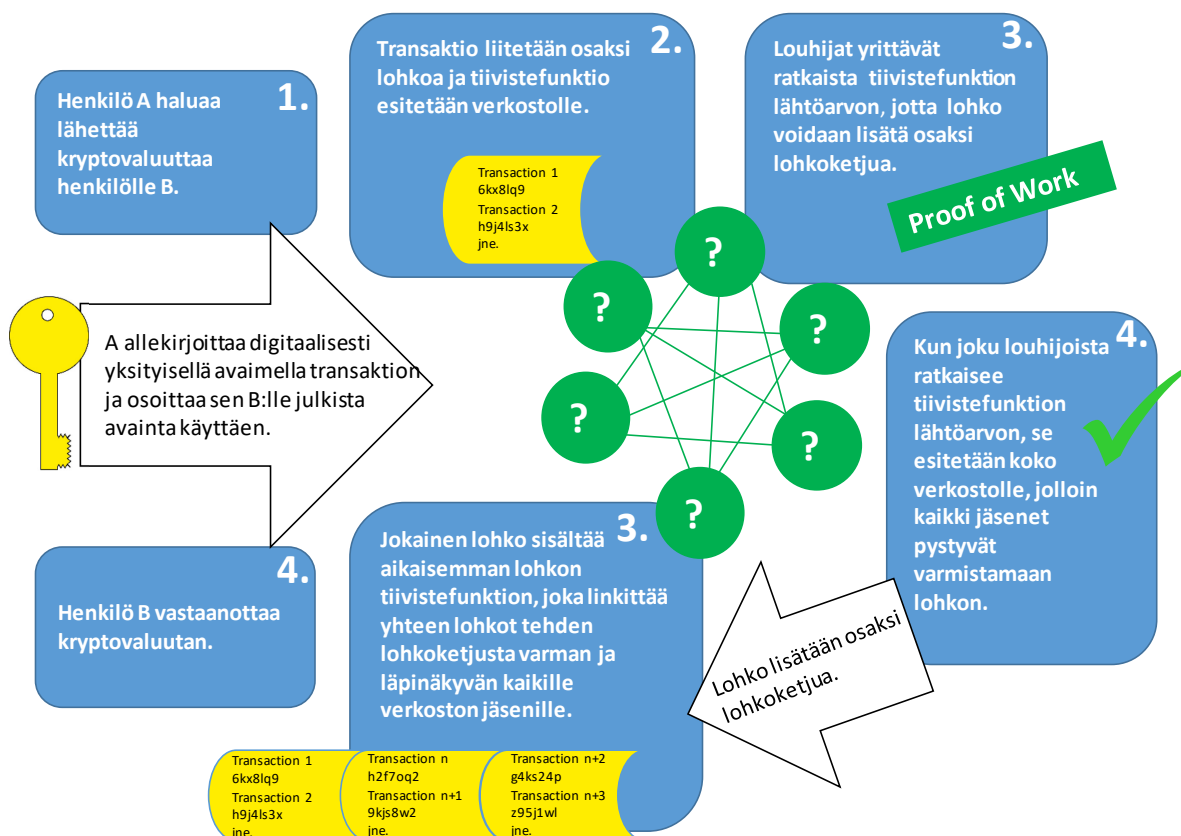 1.
Henkilö A haluaa
lähettää
kryptovaluuttaa
henkilölle B.
A allekirjoittaa digitaalisesti
yksityisellä avaimella transaktion
ja osoittaa sen B:lle julkista
avainta käyttäen.
2.
Transaktio liitetään osaksi
lohkoa ja tiivistefunktio
esitetään verkostolle.
Transaction 1
6kx8lq9
Transaction 2
h9j4ls3x
jne.
3.
Louhijat yrittävät
ratkaista tiivistefunktion
lähtöarvon, jotta lohko
voidaan lisätä osaksi
lohkoketjua.
Proof of Work
?
?
?
?
?
?
4.
Kun joku louhijoista
ratkaisee
tiivistefunktion
lähtöarvon, se
esitetään koko
verkostolle, jolloin
kaikki jäsenet
pystyvät
varmistamaan
lohkon.
Lohko lisätään osaksi
lohkoketjua.
3.
Jokainen lohko sisältää
aikaisemman lohkon
tiivistefunktion, joka linkittää
yhteen lohkot tehden
lohkoketjusta varman ja
läpinäkyvän kaikille
verkoston jäsenille.
Transaction 1
6kx8lq9
Transaction 2
h9j4ls3x
jne.
Transaction n
h2f7oq2
Transaction n+1
9kjs8w2
jne.
Transaction n+2
g4ks24p
Transaction n+3
z95j1wl
jne.
4.
Henkilö B vastaanottaa
kryptovaluutan.